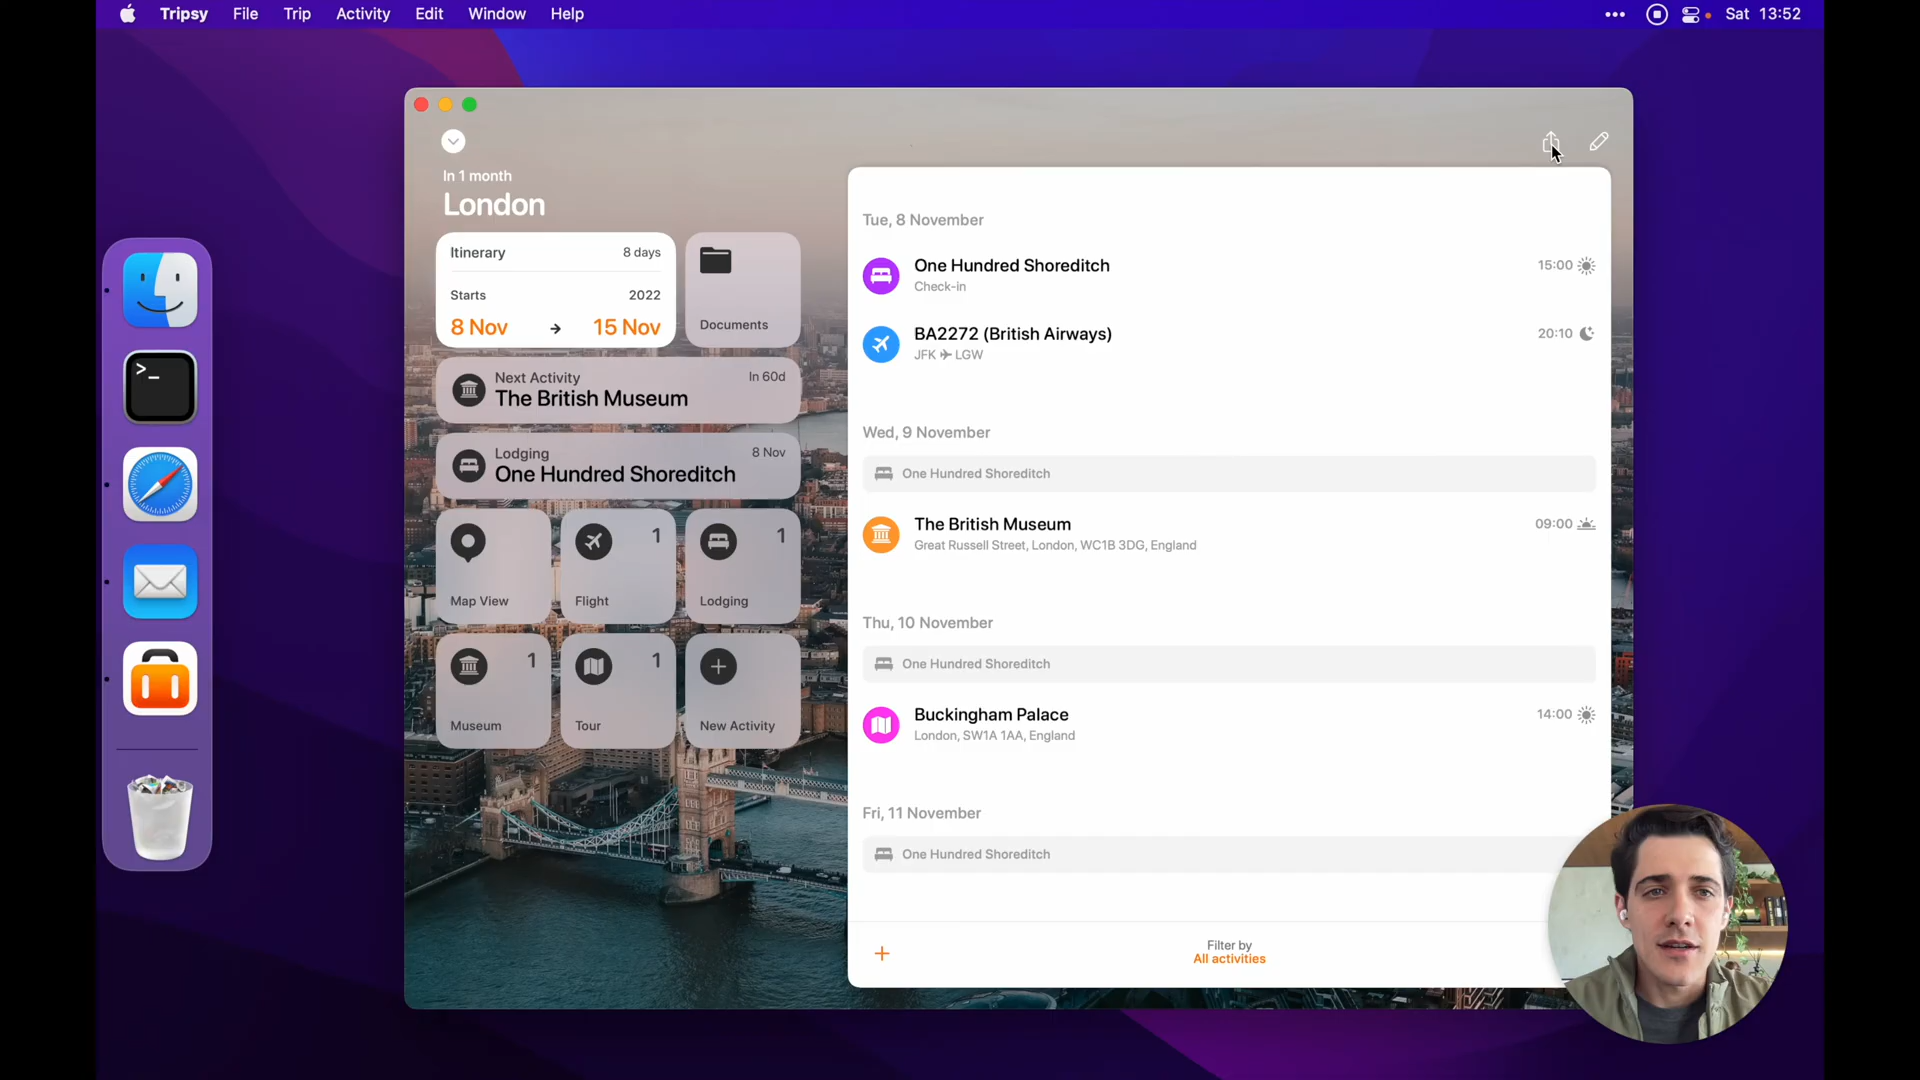 Tripsy File Trip Activity Edit Window Help
Sat 13:52
In 1 month
London
Itinerary 8 days
Starts 2022
8 Nov → 15 Nov
Documents
Next Activity In 60d
The British Museum
Lodging 8 Nov
One Hundred Shoreditch
Map View
1
Flight
1
Lodging
1
Museum
1
Tour
New Activity
Tue, 8 November
One Hundred Shoreditch 15:00
Check-in
BA2272 (British Airways) 20:10
JFK ✈ LGW
Wed, 9 November
One Hundred Shoreditch
The British Museum 09:00
Great Russell Street, London, WC1B 3DG, England
Thu, 10 November
One Hundred Shoreditch
Buckingham Palace 14:00
London, SW1A 1AA, England
Fri, 11 November
One Hundred Shoreditch
Filter by
All activities
>_